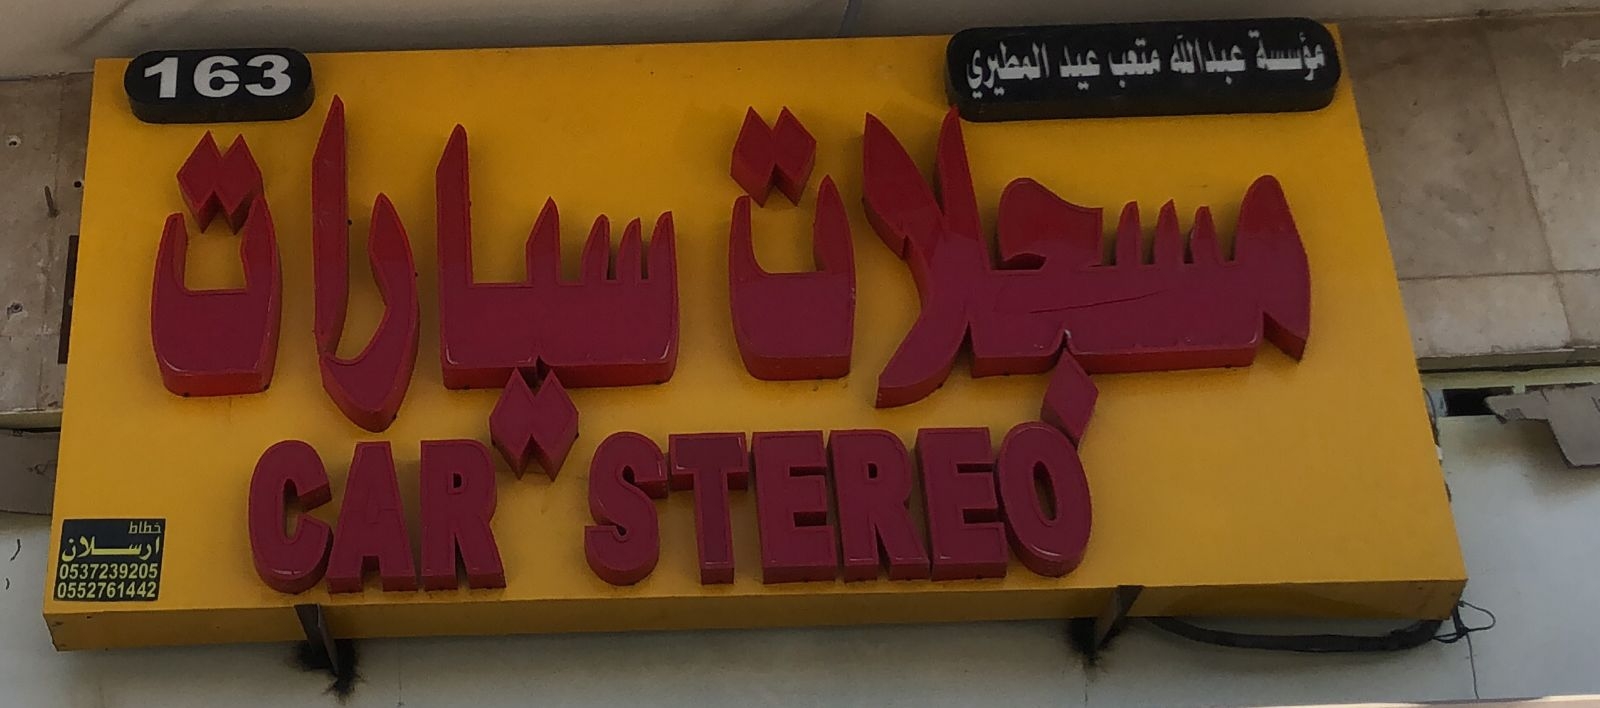 مؤسسة عبدالله متعب عيد المطيري
163
مسجلات سيارات
CAR STEREO
خطاط
ارسلان
0537239205
0552761442